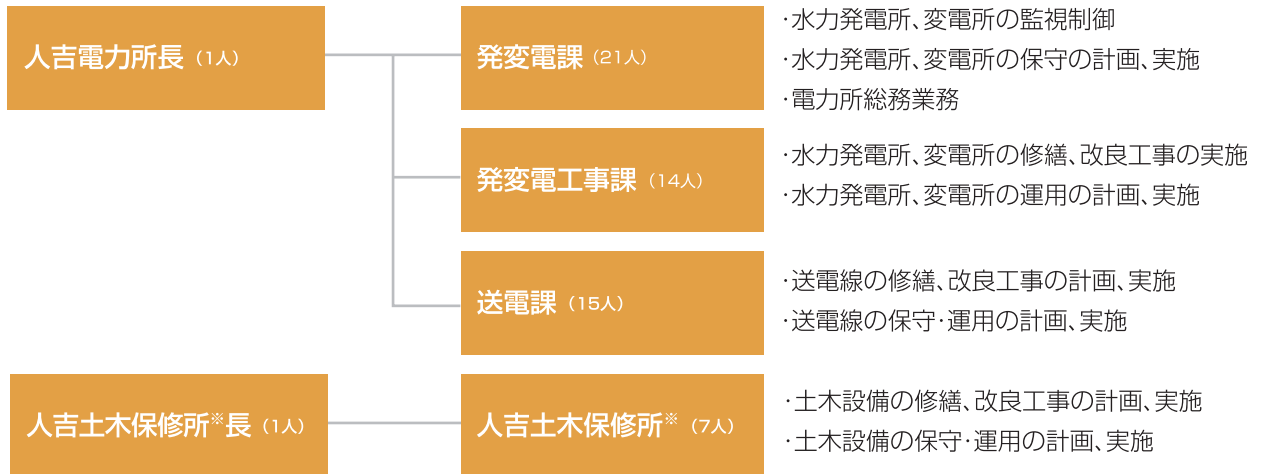 人吉電力所長（1人）
発変電課（21人）
・水力発電所、変電所の監視制御
・水力発電所、変電所の保守の計画、実施
・電力所総務業務
発変電工事課（14人）
・水力発電所、変電所の修繕、改良工事の実施
・水力発電所、変電所の運用の計画、実施
送電課（15人）
・送電線の修繕、改良工事の計画、実施
・送電線の保守・運用の計画、実施
人吉土木保修所※長（1人）
人吉土木保修所※（7人）
・土木設備の修繕、改良工事の計画、実施
・土木設備の保守・運用の計画、実施